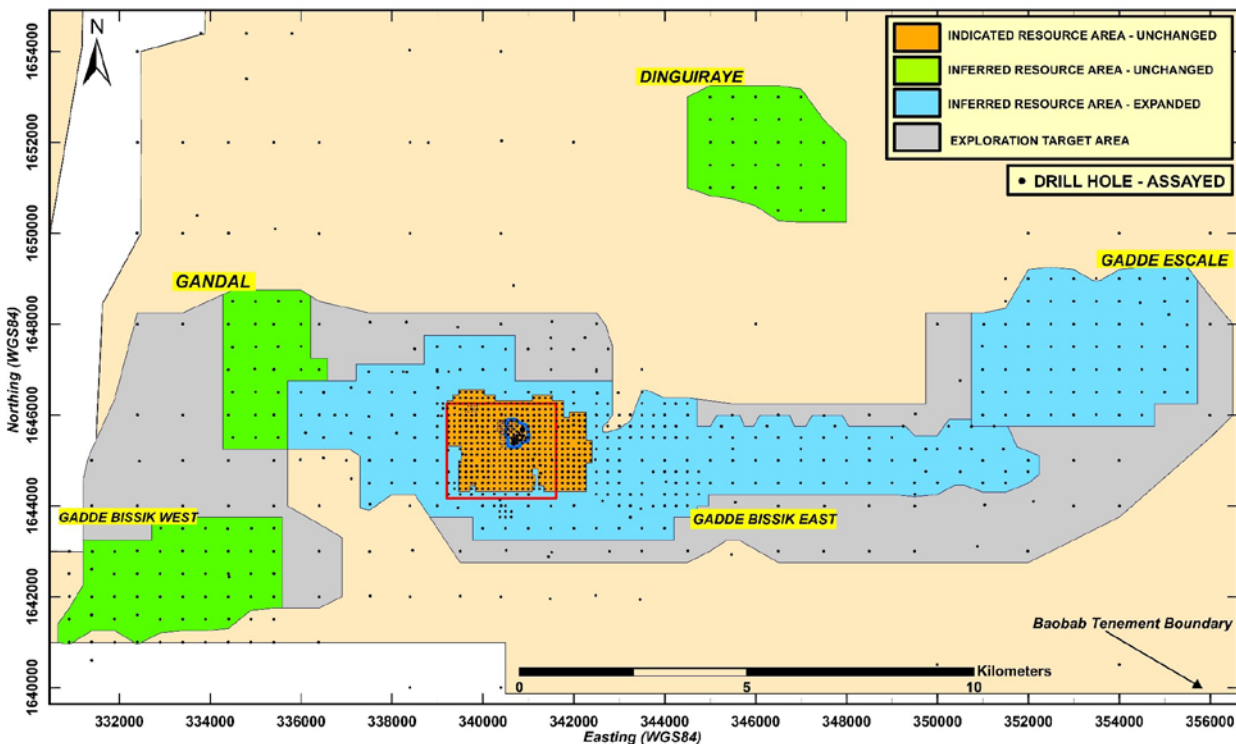 N
INDICATED RESOURCE AREA - UNCHANGED
INFERRED RESOURCE AREA - UNCHANGED
INFERRED RESOURCE AREA - EXPANDED
EXPLORATION TARGET AREA
DRILL HOLE - ASSAYED
DINGUIRAYE
GADDE ESCALE
GANDAL
GADDE BISSIK WEST
GADDE BISSIK EAST
Baobab Tenement Boundary
Kilometers
0 5 10
1654000
1652000
1650000
1648000
1646000
1644000
1642000
1640000
Northing (WGS84)
332000 334000 336000 338000 340000 342000 344000 346000 348000 350000 352000 354000 356000
Easting (WGS84)